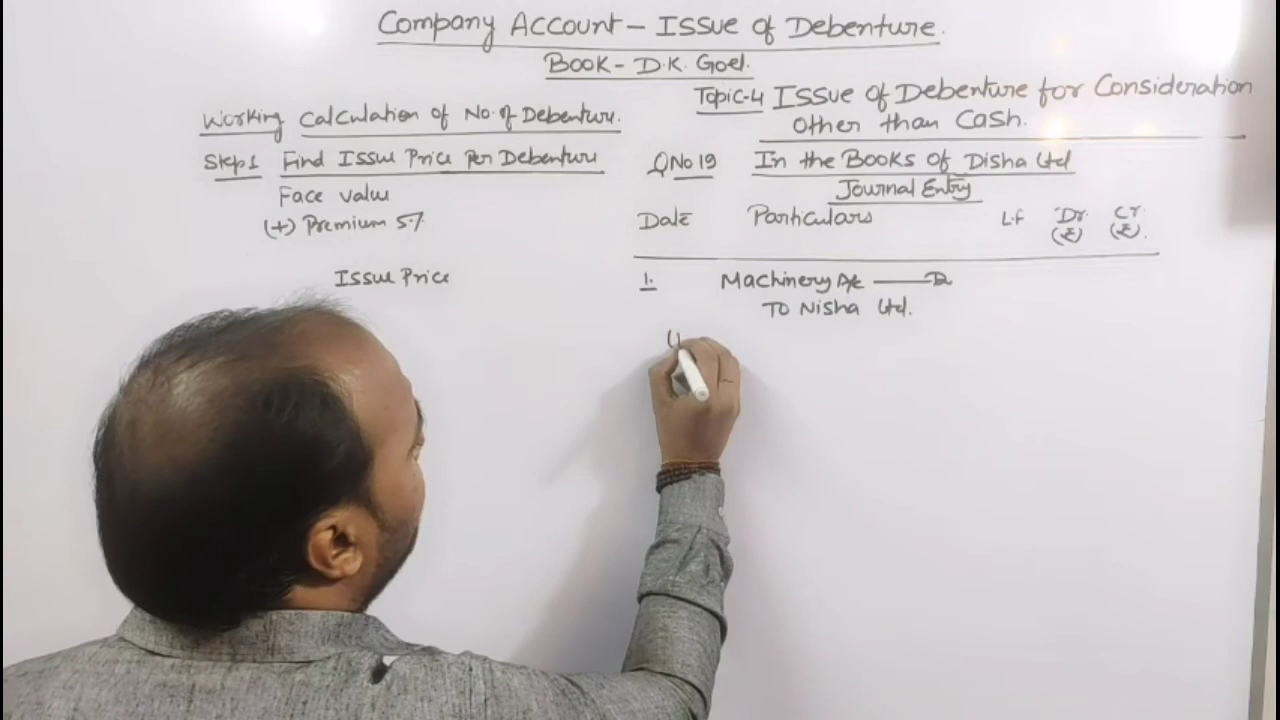 Company Account - Issue of Debenture.
Book - D.K. Goel.
Topic-4 Issue of Debenture for Consideration
Other than Cash.
Working Calculation of No. of Debenture.
Step 1 Find Issue Price Per Debenture
Face value
(+) Premium 5%
Issue Price
QNo 19 In the Books of Disha Ltd
Journal Entry
Date Particulars L.f Dr. (₹) Cr. (₹)
1. Machinery A/c — Dr
To Nisha Ltd.